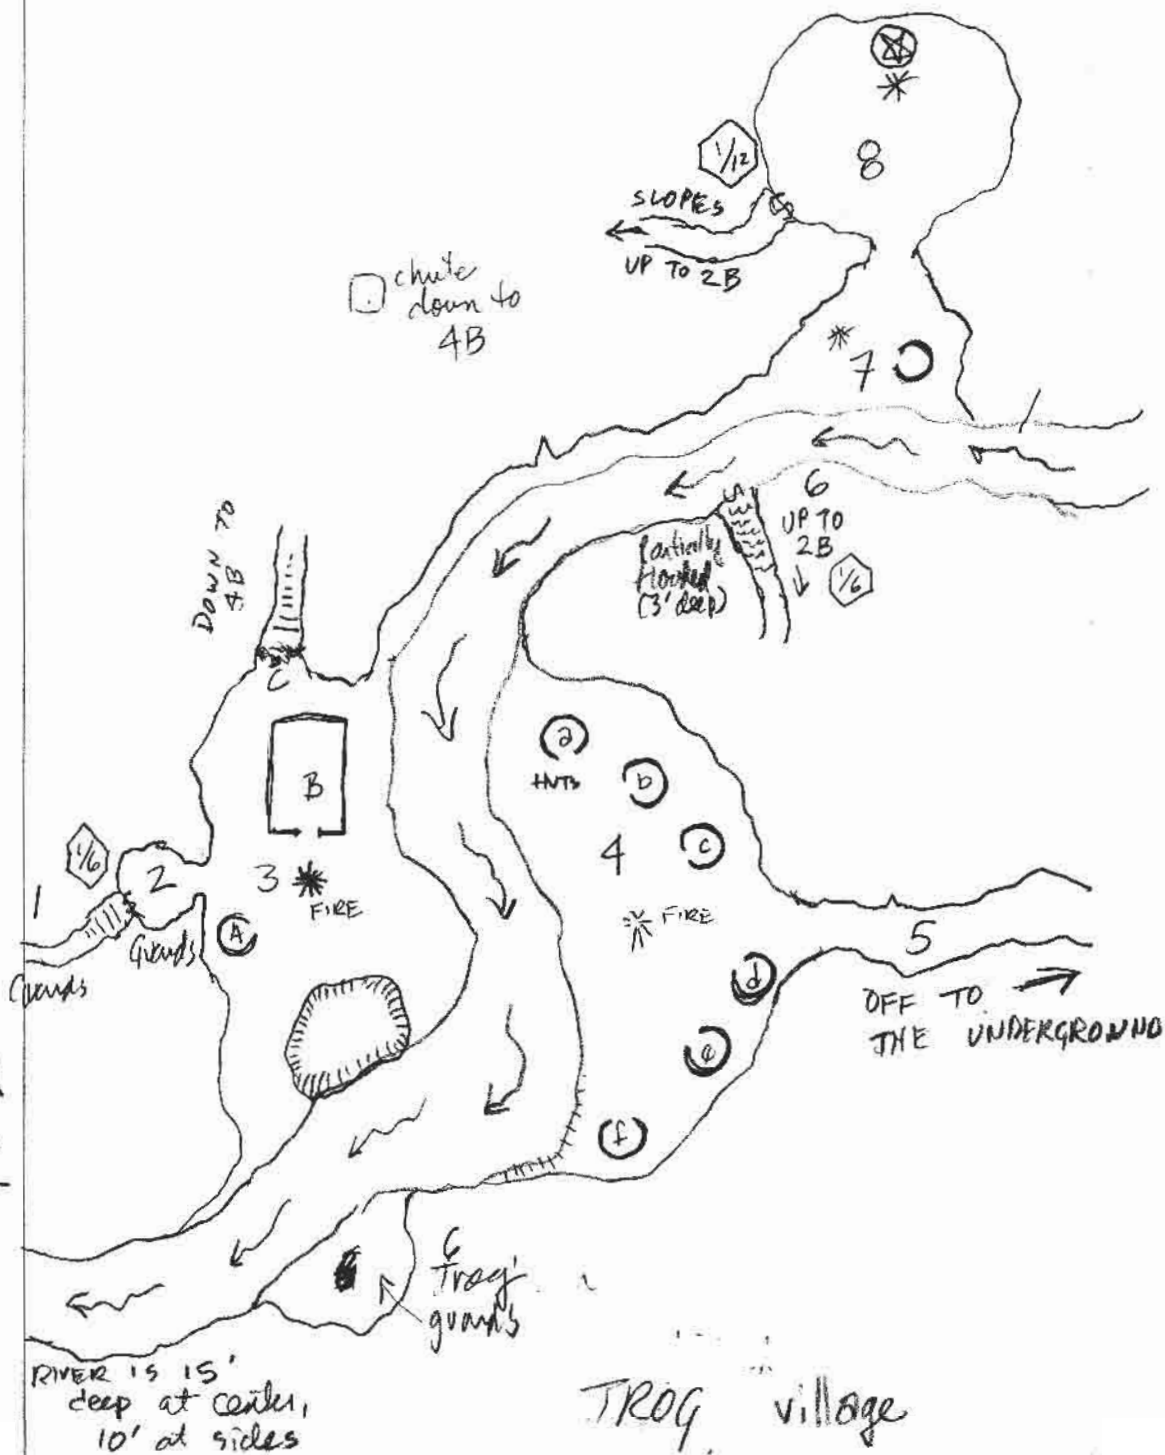 8
1/12
SLOPES
UP TO 2B
chute
down to
4B
7
6
UP TO
2B
1/6
Partially
flooded
(3' deep)
DOWN TO
4B
C
B
a
HUTS
b
c
4
1/6
2
3
FIRE
FIRE
1
A
Guards
Guards
5
d
OFF TO
THE UNDERGROUND
e
f
6
Trog
guards
RIVER IS 15'
deep at center,
10' at sides
TROG village